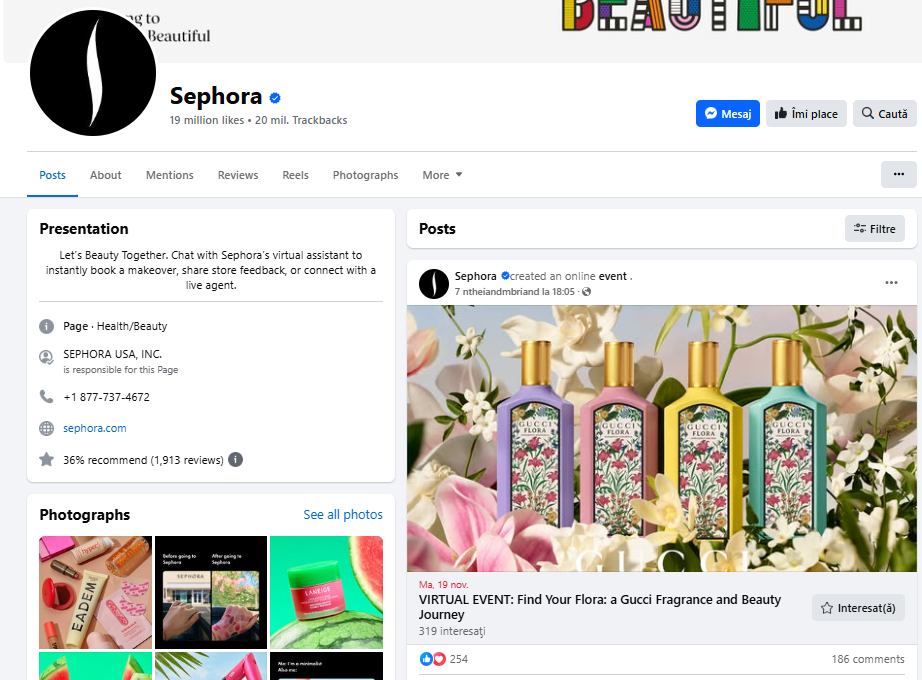 ng to
Beautiful
BEAUTIFUL
Sephora
19 million likes • 20 mil. Trackbacks
Mesaj
Îmi place
Caută
Posts
About
Mentions
Reviews
Reels
Photographs
More
Presentation
Let's Beauty Together. Chat with Sephora's virtual assistant to
instantly book a makeover, share store feedback, or connect with a
live agent.
Page · Health/Beauty
SEPHORA USA, INC.
is responsible for this Page
+1 877-737-4672
sephora.com
36% recommend (1,913 reviews)
Photographs
See all photos
hyper
EADEM
Before going to
Sephora
After going to
Sephora
SEPHORA
LANEIGE
Me: I'm a minimalist
Also me:
Posts
Filtre
Sephora created an online event .
7 ntheiandmbriand la 18:05 ·
GUCCI
FLORA
GUCCI
FLORA
GUCCI
FLORA
GUCCI
FLORA
GUCCI
Ma, 19 nov.
VIRTUAL EVENT: Find Your Flora: a Gucci Fragrance and Beauty
Journey
319 interesați
Interesat(ă)
254
186 comments